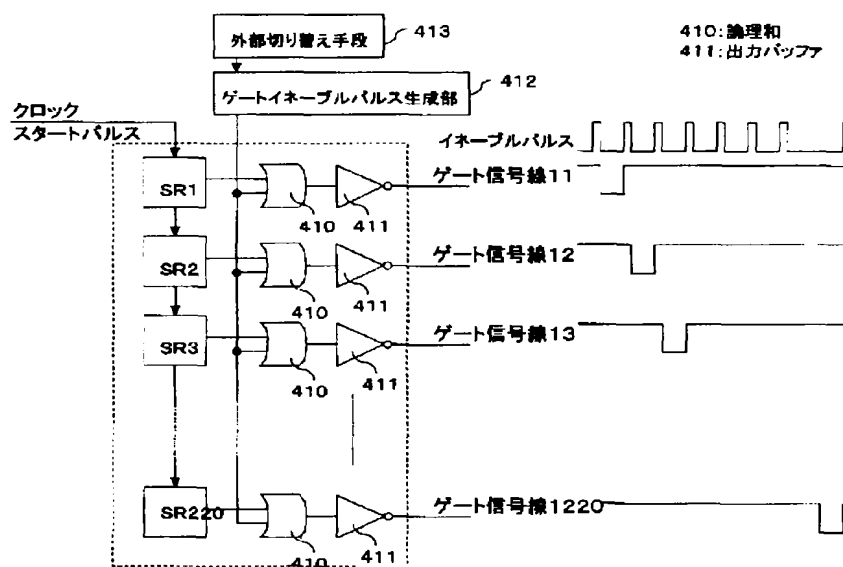 外部切り替え手段
413
410:論理和
411:出力バッファ
412
ゲートイネーブルパルス生成部
クロック
スタートパルス
イネーブルパルス
SR1
410
411
ゲート信号線11
SR2
410
411
ゲート信号線12
SR3
410
411
ゲート信号線13
SR220
410
411
ゲート信号線1220